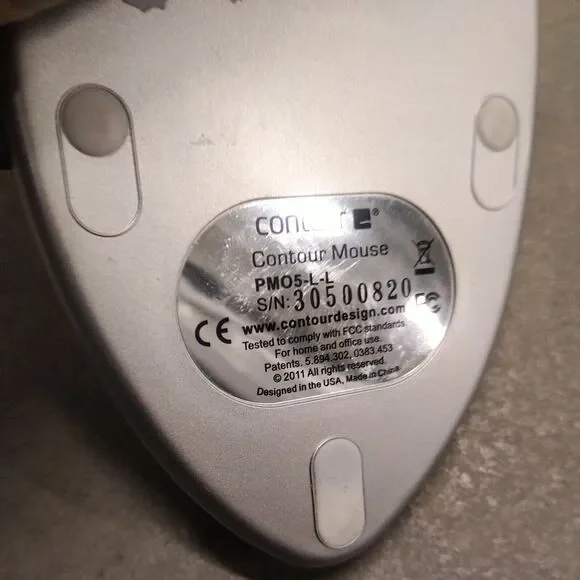 contour®
Contour Mouse
PMO5-L-L
S/N: 30500820
CE
www.contourdesign.com
FC
Tested to comply with FCC standards.
For home and office use.
Patents. 5.894.302, 0383.453
© 2011 All rights reserved.
Designed in the USA, Made in China